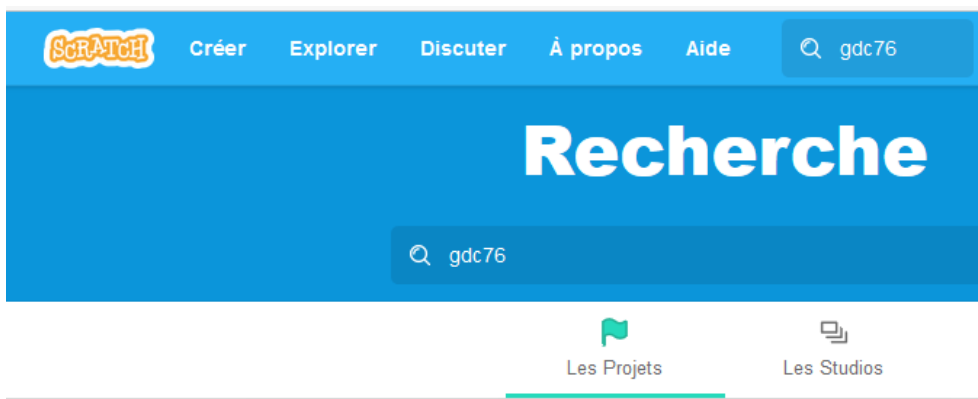 SCRATCH Créer Explorer Discuter À propos Aide gdc76
Recherche
gdc76
Les Projets Les Studios